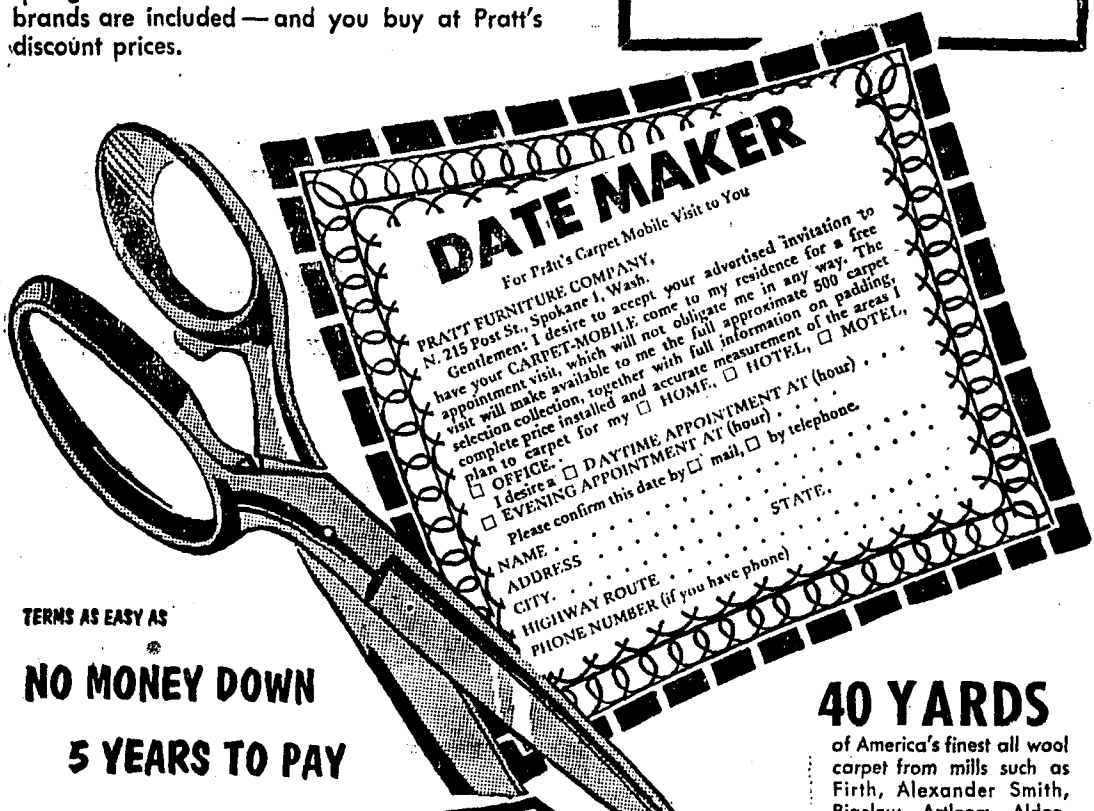 brands are included — and you buy at Pratt's
discount prices.
DATE MAKER
For Pratt's Carpet Mobile Visit to You
PRATT FURNITURE COMPANY,
N. 215 Post St., Spokane 1, Wash.
Gentlemen: I desire to accept your advertised invitation to
have your CARPET-MOBILE come to my residence for a free
appointment visit, which will not obligate me in any way. The
visit will make available to me the full approximate 500 carpet
selection collection, together with full information on padding,
complete price installed and accurate measurement of the areas I
plan to carpet for my □ HOME, □ HOTEL, □ MOTEL,
□ OFFICE.
I desire a □ DAYTIME APPOINTMENT AT (hour) . . .
□ EVENING APPOINTMENT AT (hour) . . . .
Please confirm this date by □ mail, □ by telephone.
NAME . . . . . . . . . . . . . . .
ADDRESS . . . . . . . . . . . . . .
CITY. . . . . . . . . . STATE. . . . . .
HIGHWAY ROUTE . . . . . . . . . . .
PHONE NUMBER (if you have phone) . . . . . .
TERMS AS EASY AS
NO MONEY DOWN
5 YEARS TO PAY
40 YARDS
of America's finest all wool
carpet from mills such as
Firth, Alexander Smith,